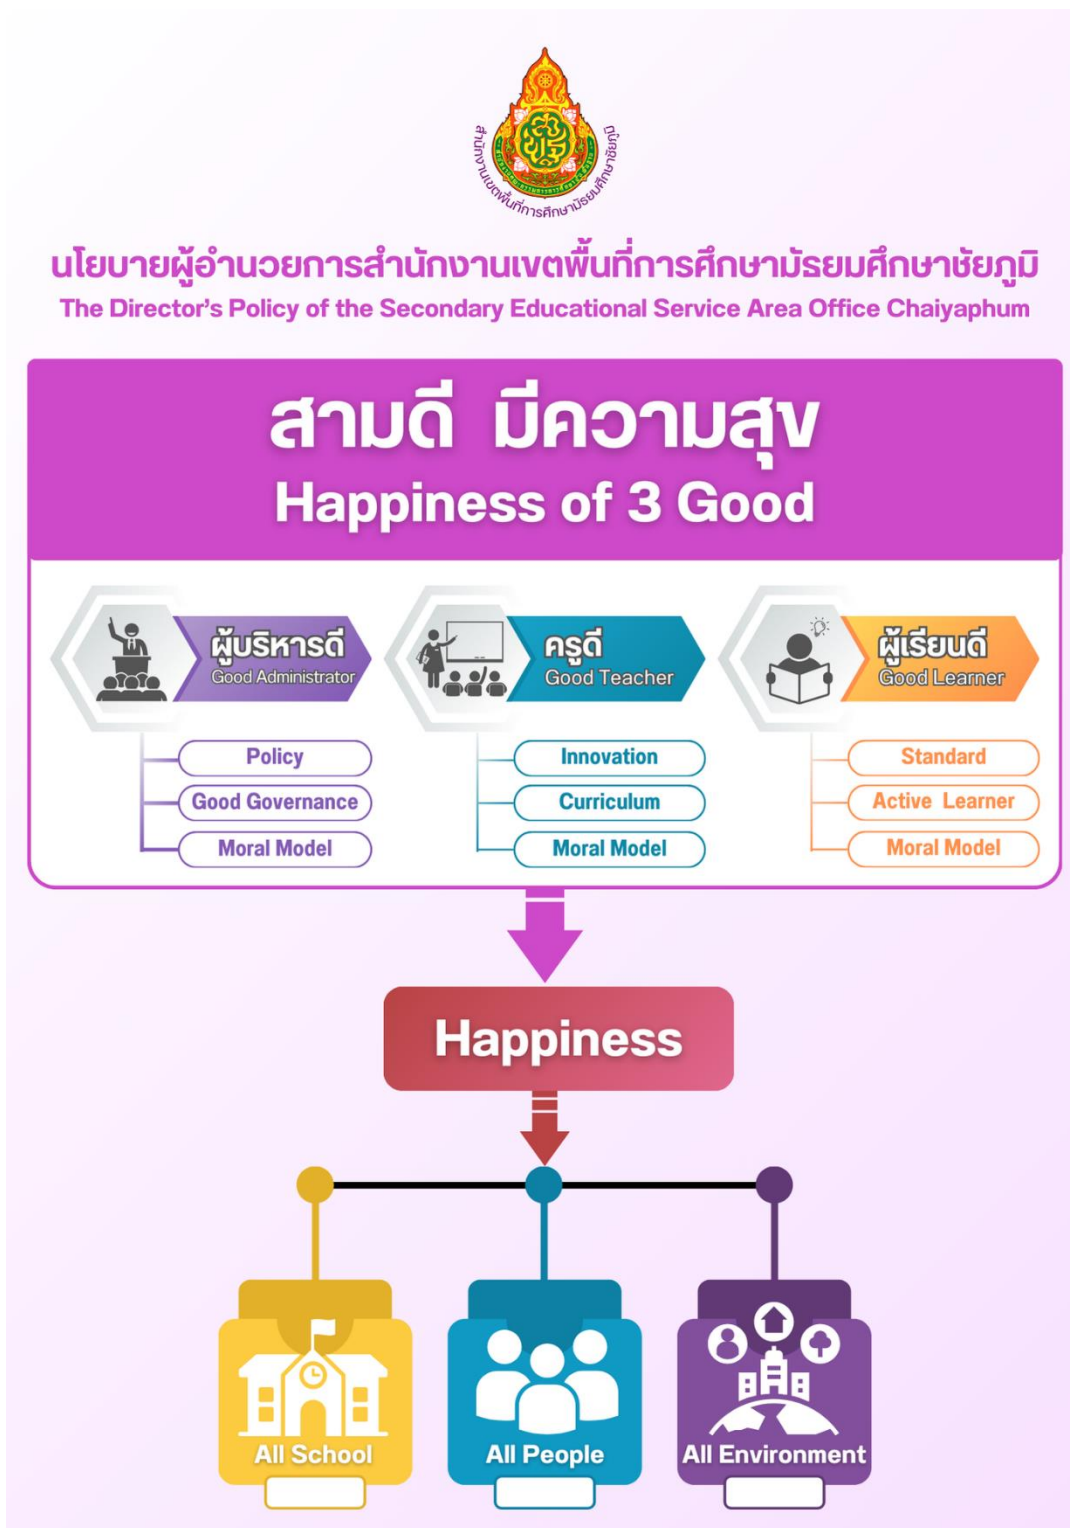 สำนักงานเขตพื้นที่การศึกษามัธยมศึกษาชัยภูมิ
นโยบายผู้อำนวยการสำนักงานเขตพื้นที่การศึกษามัธยมศึกษาชัยภูมิ
The Director's Policy of the Secondary Educational Service Area Office Chaiyaphum
สามดี มีความสุข
Happiness of 3 Good
ผู้บริหารดี
Good Administrator
Policy
Good Governance
Moral Model
ครูดี
Good Teacher
Innovation
Curriculum
Moral Model
ผู้เรียนดี
Good Learner
Standard
Active Learner
Moral Model
Happiness
All School
All People
All Environment